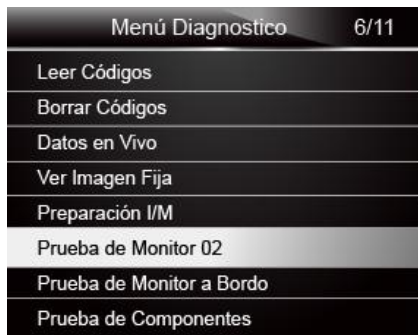 Menú Diagnostico 6/11
Leer Códigos
Borrar Códigos
Datos en Vivo
Ver Imagen Fija
Preparación I/M
Prueba de Monitor 02
Prueba de Monitor a Bordo
Prueba de Componentes